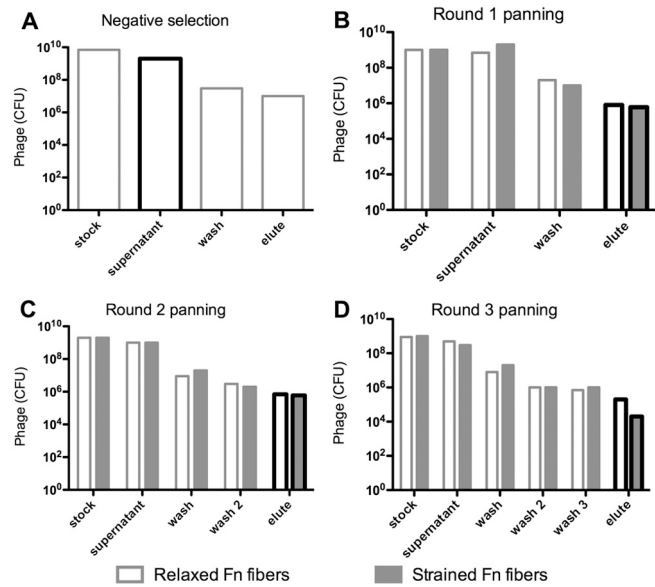 A Negative selection
Phage (CFU)
10^10
10^8
10^6
10^4
10^2
10^0
stock
supernatant
wash
elute
B Round 1 panning
Phage (CFU)
10^10
10^8
10^6
10^4
10^2
10^0
stock
supernatant
wash
elute
C Round 2 panning
Phage (CFU)
10^10
10^8
10^6
10^4
10^2
10^0
stock
supernatant
wash
wash 2
elute
D Round 3 panning
Phage (CFU)
10^10
10^8
10^6
10^4
10^2
10^0
stock
supernatant
wash
wash 2
wash 3
elute
Relaxed Fn fibers
Strained Fn fibers